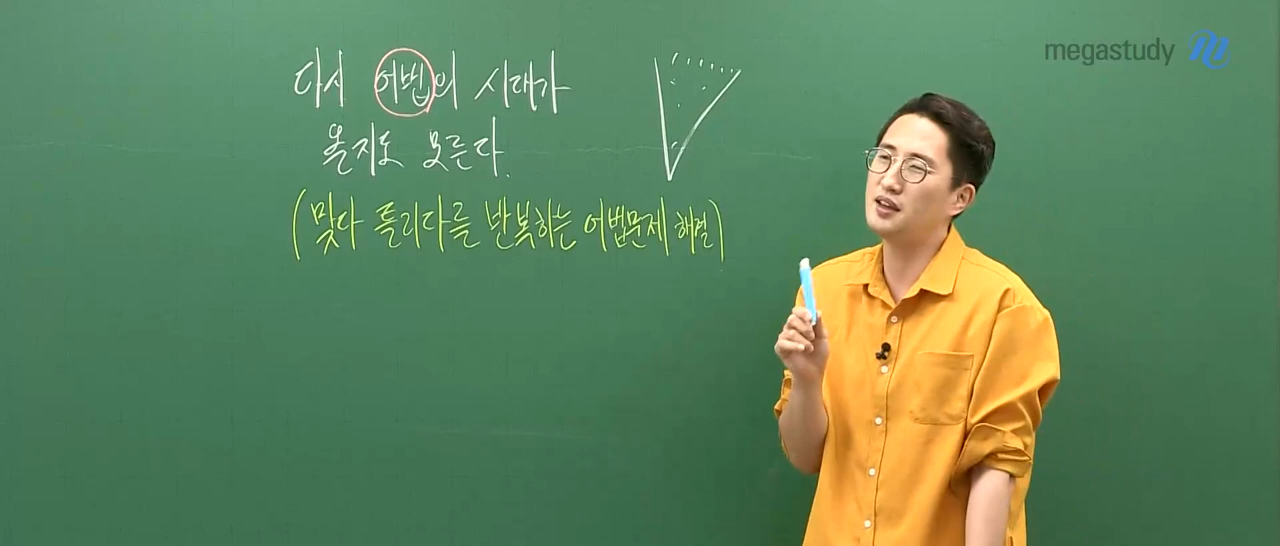 다시 어법의 시대가
올지도 모른다.
(맞다 틀리다를 반복하는 어법문제 해결)
megastudy